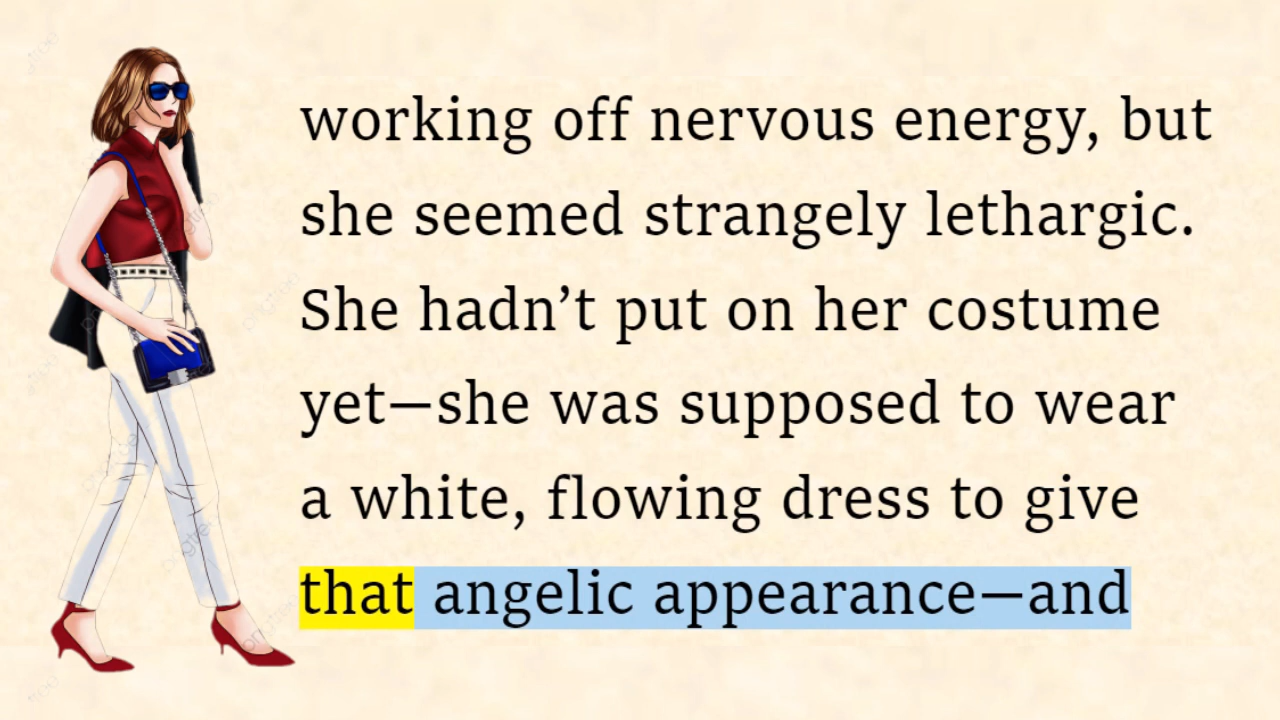 working off nervous energy, but
she seemed strangely lethargic.
She hadn’t put on her costume
yet—she was supposed to wear
a white, flowing dress to give
that angelic appearance—and